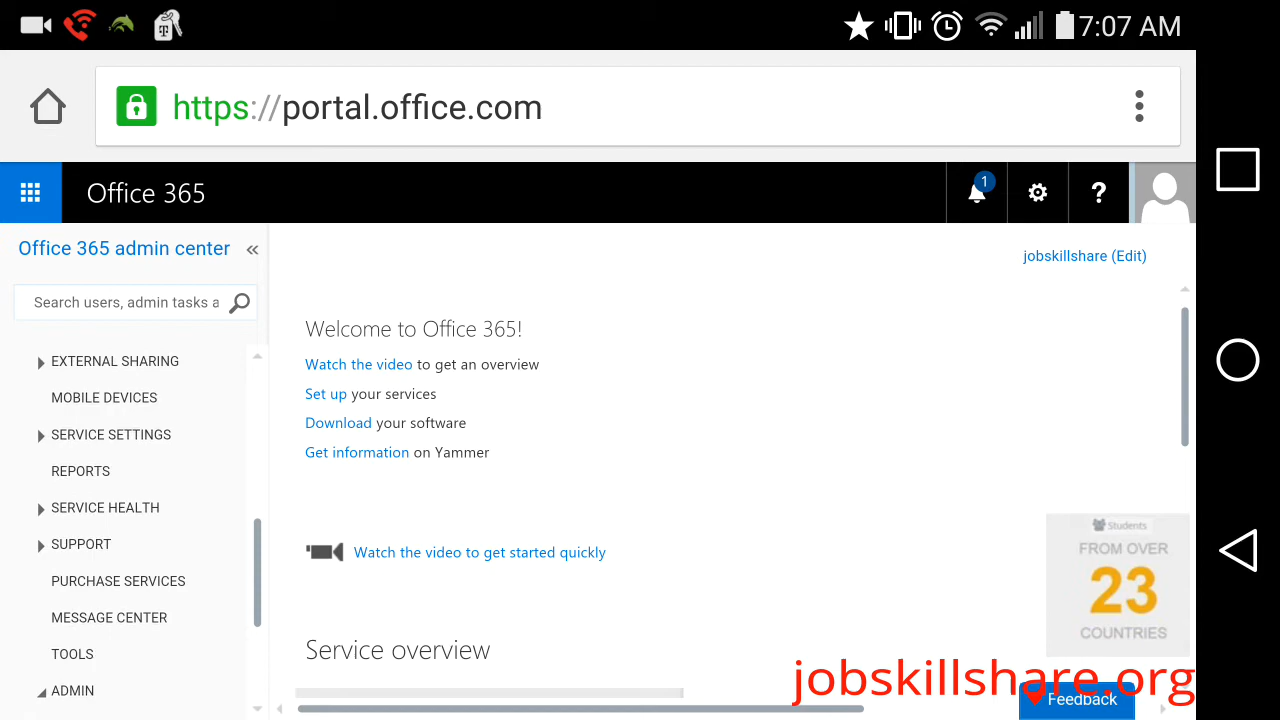 T
7:07 AM
https://portal.office.com
Office 365
1
?
Office 365 admin center
«
jobskillshare (Edit)
Search users, admin tasks a
EXTERNAL SHARING
MOBILE DEVICES
SERVICE SETTINGS
REPORTS
SERVICE HEALTH
SUPPORT
PURCHASE SERVICES
MESSAGE CENTER
TOOLS
ADMIN
Welcome to Office 365!
Watch the video to get an overview
Set up your services
Download your software
Get information on Yammer
Watch the video to get started quickly
Students
FROM OVER
23
COUNTRIES
Service overview
jobskillshare.org
Feedback